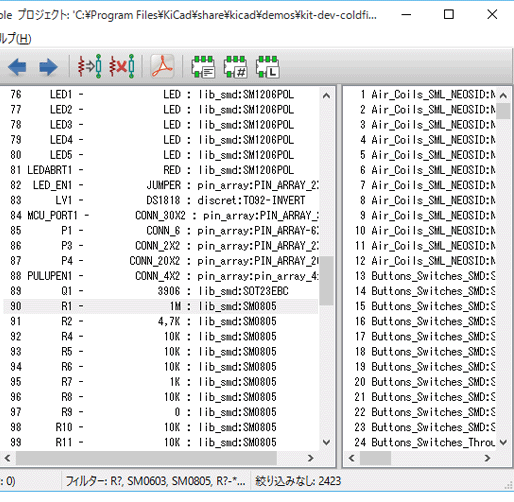 ble プロジェクト: 'C:¥Program Files¥KiCad¥share¥kicad¥demos¥kit-dev-coldfi...
ルプ(H)
76 LED1 - LED : lib_smd:SM1206POL
77 LED2 - LED : lib_smd:SM1206POL
78 LED3 - LED : lib_smd:SM1206POL
79 LED4 - LED : lib_smd:SM1206POL
80 LED5 - LED : lib_smd:SM1206POL
81 LEDABRT1 - RED : lib_smd:SM1206POL
82 LED_EN1 - JUMPER : pin_array:PIN_ARRAY_2X
83 LV1 - DS1818 : discret:TO92-INVERT
84 MCU_PORT1 - CONN_30X2 : pin_array:PIN_ARRAY_
85 P1 - CONN_6 : pin_array:PIN_ARRAY-6X
86 P3 - CONN_2X2 : pin_array:PIN_ARRAY_2X
87 P4 - CONN_20X2 : pin_array:PIN_ARRAY_20
88 PULUPEN1 - CONN_4X2 : pin_array:pin_array_4x
89 Q1 - 3906 : lib_smd:SOT23EBC
90 R1 - 1M : lib_smd:SM0805
91 R2 - 4,7K : lib_smd:SM0805
92 R4 - 10K : lib_smd:SM0805
93 R5 - 10K : lib_smd:SM0805
94 R6 - 10K : lib_smd:SM0805
95 R7 - 1K : lib_smd:SM0805
96 R8 - 10K : lib_smd:SM0805
97 R9 - 0 : lib_smd:SM0805
98 R10 - 10K : lib_smd:SM0805
99 R11 - 10K : lib_smd:SM0805
1 Air_Coils_SML_NEOSID:N
2 Air_Coils_SML_NEOSID:N
3 Air_Coils_SML_NEOSID:N
4 Air_Coils_SML_NEOSID:N
5 Air_Coils_SML_NEOSID:N
6 Air_Coils_SML_NEOSID:N
7 Air_Coils_SML_NEOSID:N
8 Air_Coils_SML_NEOSID:N
9 Air_Coils_SML_NEOSID:N
10 Air_Coils_SML_NEOSID:N
11 Air_Coils_SML_NEOSID:N
12 Air_Coils_SML_NEOSID:N
13 Buttons_Switches_SMD:S
14 Buttons_Switches_SMD:S
15 Buttons_Switches_SMD:S
16 Buttons_Switches_SMD:S
17 Buttons_Switches_SMD:S
18 Buttons_Switches_SMD:S
19 Buttons_Switches_SMD:S
20 Buttons_Switches_SMD:S
21 Buttons_Switches_SMD:S
22 Buttons_Switches_SMD:S
23 Buttons_Switches_SMD:S
24 Buttons_Switches_Throu
: 0) フィルター: R?, SM0603, SM0805, R?-*... 絞り込みなし: 2423